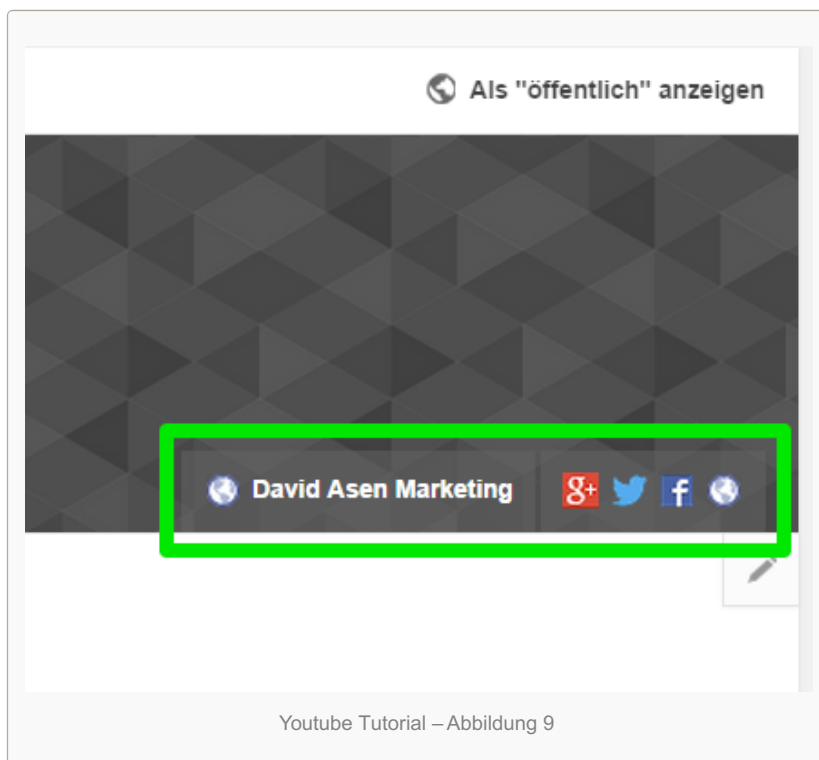 Als "öffentlich" anzeigen
David Asen Marketing
g+ f
Youtube Tutorial – Abbildung 9